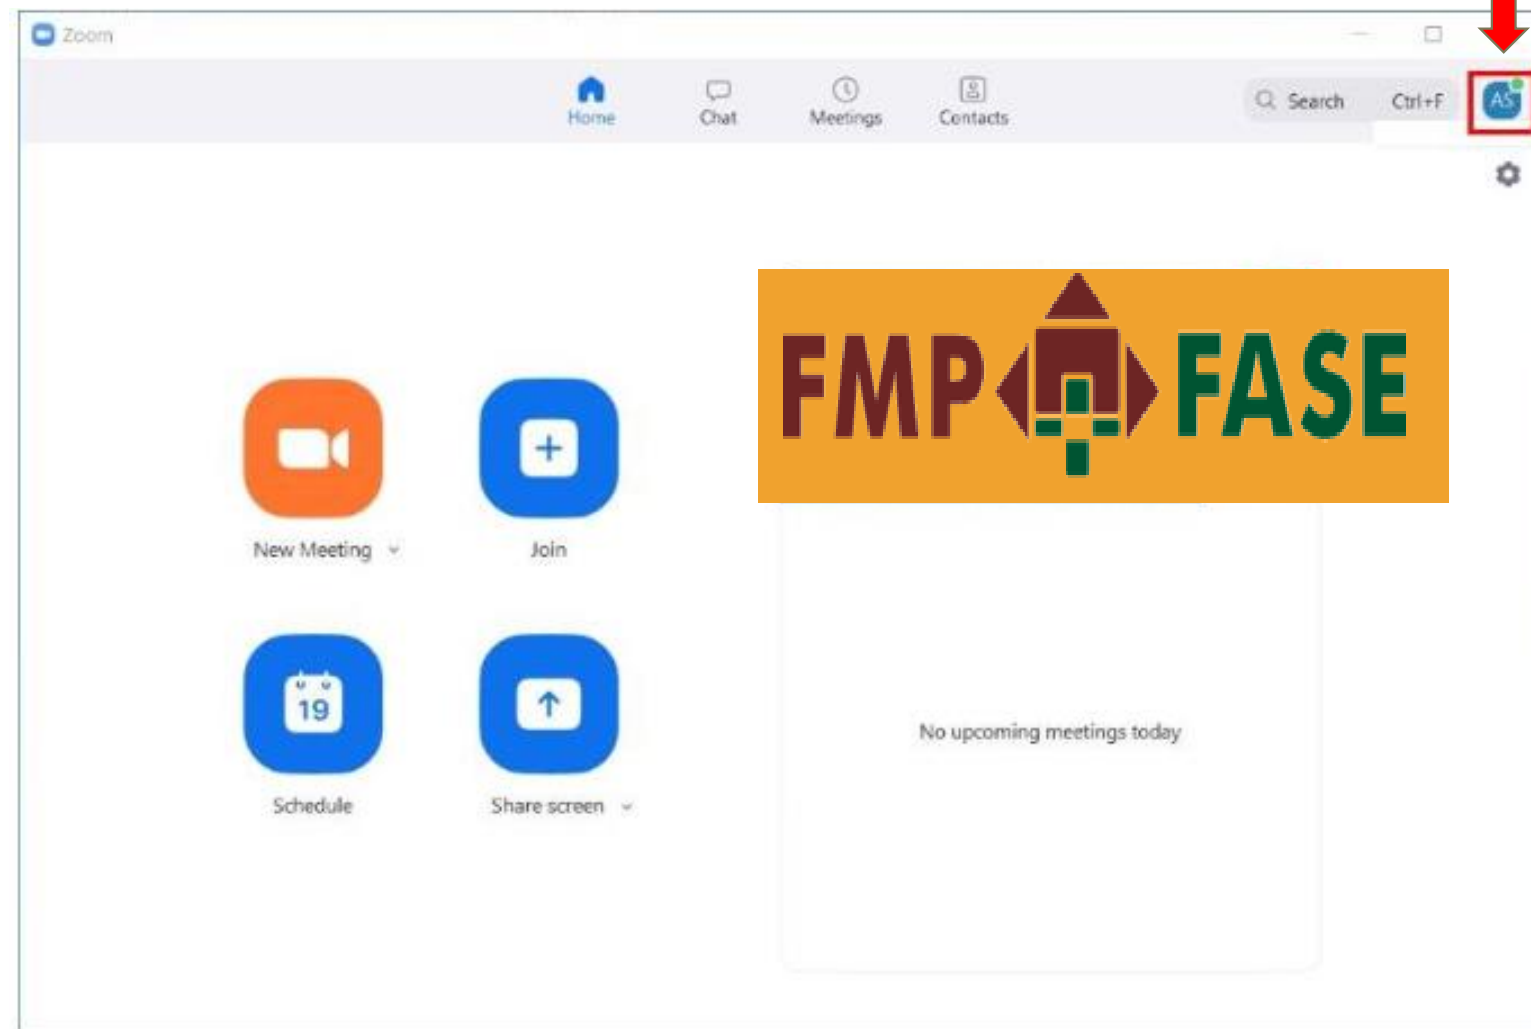 Zoom
Home
Chat
Meetings
Contacts
Search Ctrl+F
AS
FMP FASE
New Meeting
Join
19
Schedule
Share screen
No upcoming meetings today